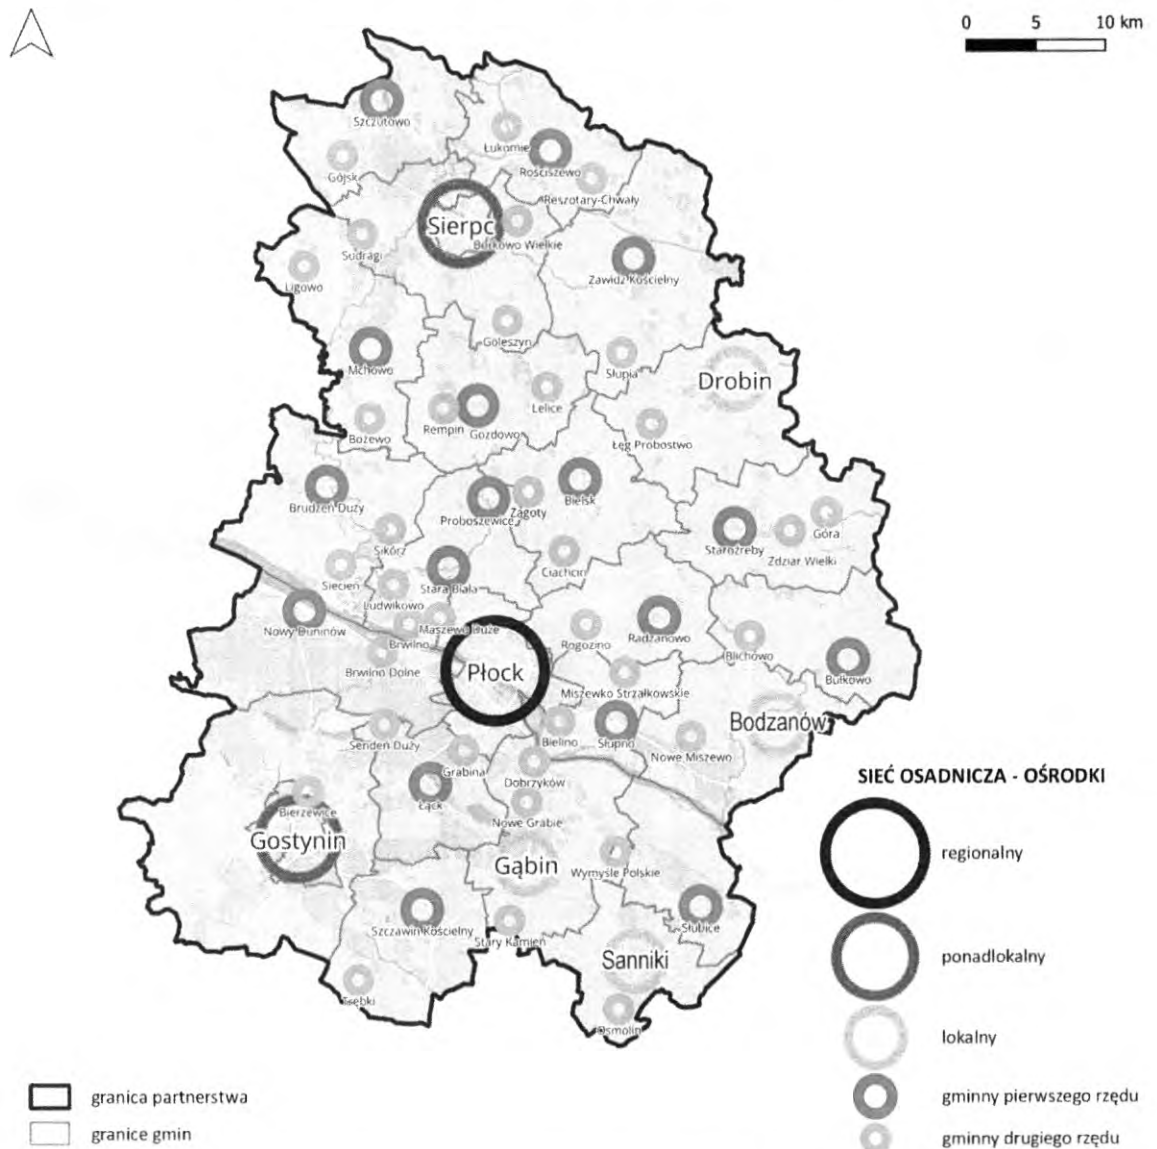 0 5 10 km
Szczutowo
Łukomie
Gójsk
Rościszewo
Reszotary-Chwały
Sierpc
Borkowo Wielkie
Sudragi
Ligowo
Zawidz Kościelny
Goleszyn
Mchowo
Słupia
Drobin
Lelice
Rempin
Gozdowo
Bożewo
Łęg Probostwo
Brudzeń Duży
Proboszewice
Zągoty
Bielsk
Sikórz
Staroźreby
Góra
Zdziar Wielki
Siecień
Ciachcin
Stara Biała
Ludwikowo
Nowy Duninów
Maszewo Duże
Brwilno
Rogozino
Radzanowo
Blichowo
Brwilno Dolne
Płock
Bulkowo
Miszewko Strzałkowskie
Bodzanów
Senden Duży
Bielino
Słupno
Nowe Miszewo
Grabina
Dobrzyków
Łąck
Bierzewice
Nowe Grabie
Gostynin
Gąbin
Wymyśle Polskie
Szczawin Kościelny
Stary Kamień
Słubice
Sanniki
Trębki
Osmolin
SIEĆ OSADNICZA - OŚRODKI
regionalny
ponadlokalny
lokalny
gminny pierwszego rzędu
gminny drugiego rzędu
granica partnerstwa
granice gmin